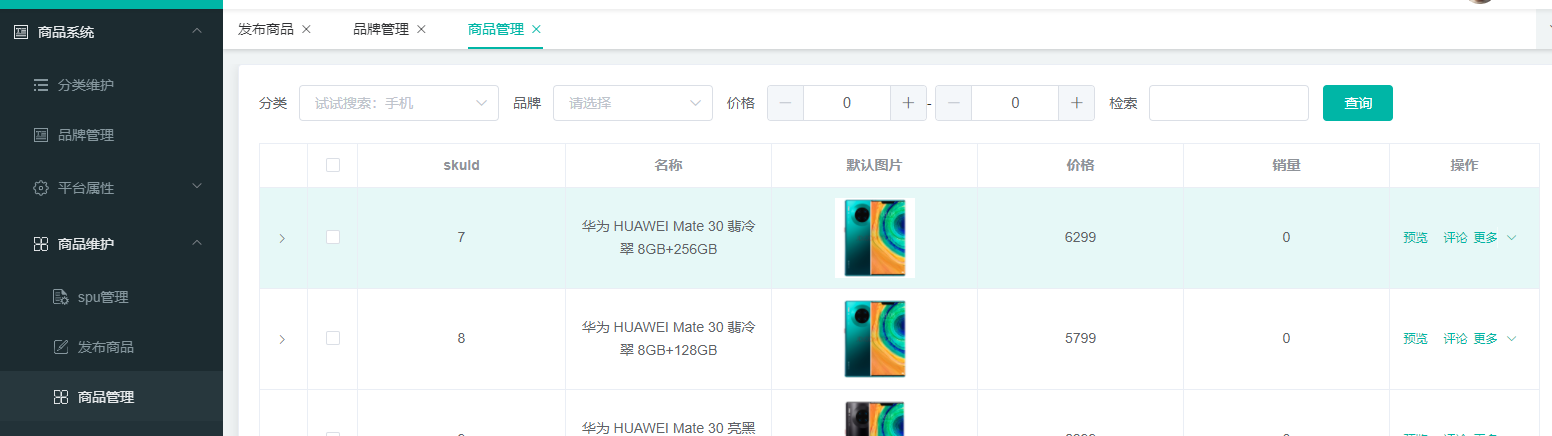 商品系统
分类维护
品牌管理
平台属性
商品维护
spu管理
发布商品
商品管理
发布商品 品牌管理 商品管理
分类 试试搜索：手机 品牌 请选择 价格 0 - 0 检索 查询
skuId 名称 默认图片 价格 销量 操作
7 华为 HUAWEI Mate 30 翡冷 6299 0 预览 评论 更多
翠 8GB+256GB
8 华为 HUAWEI Mate 30 翡冷 5799 0 预览 评论 更多
翠 8GB+128GB
华为 HUAWEI Mate 30 亮黑